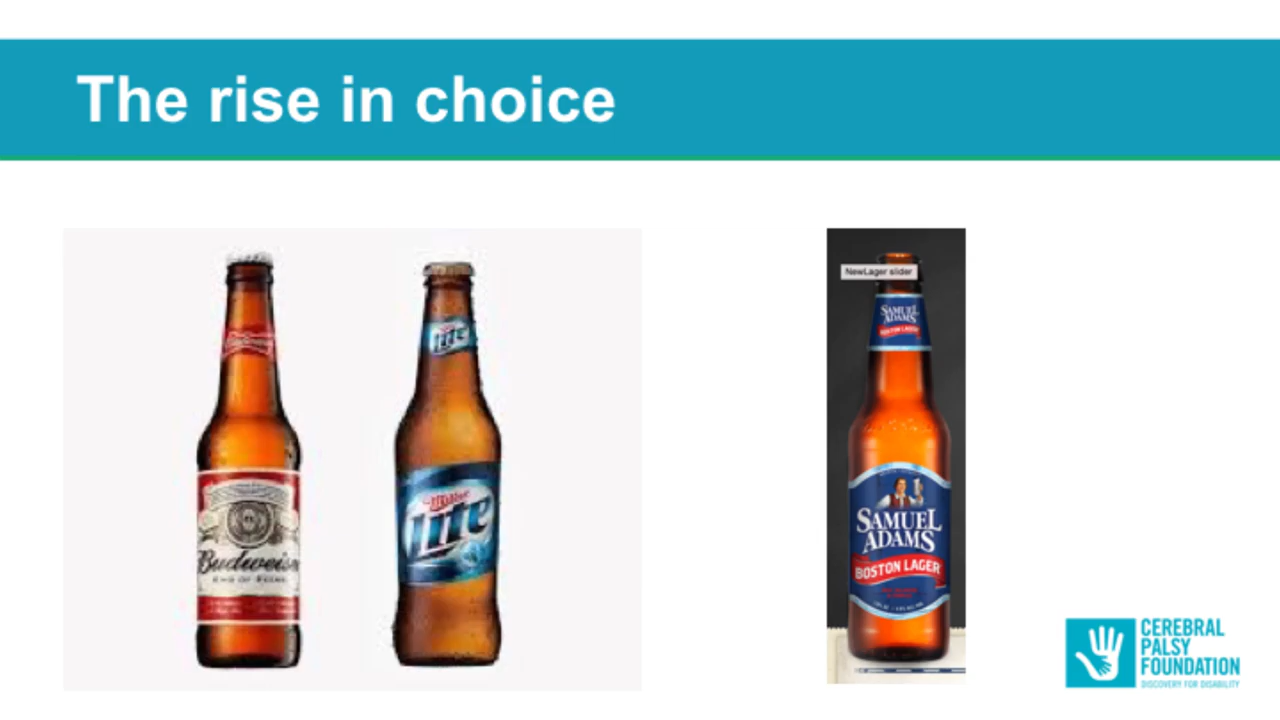 The rise in choice
Budweiser
KING OF BEERS
Lite
Miller
Lite
NewLager slider
SAMUEL
ADAMS
BOSTON LAGER
SAMUEL
ADAMS
BOSTON LAGER
CEREBRAL
PALSY
FOUNDATION
DISCOVERY FOR DISABILITY